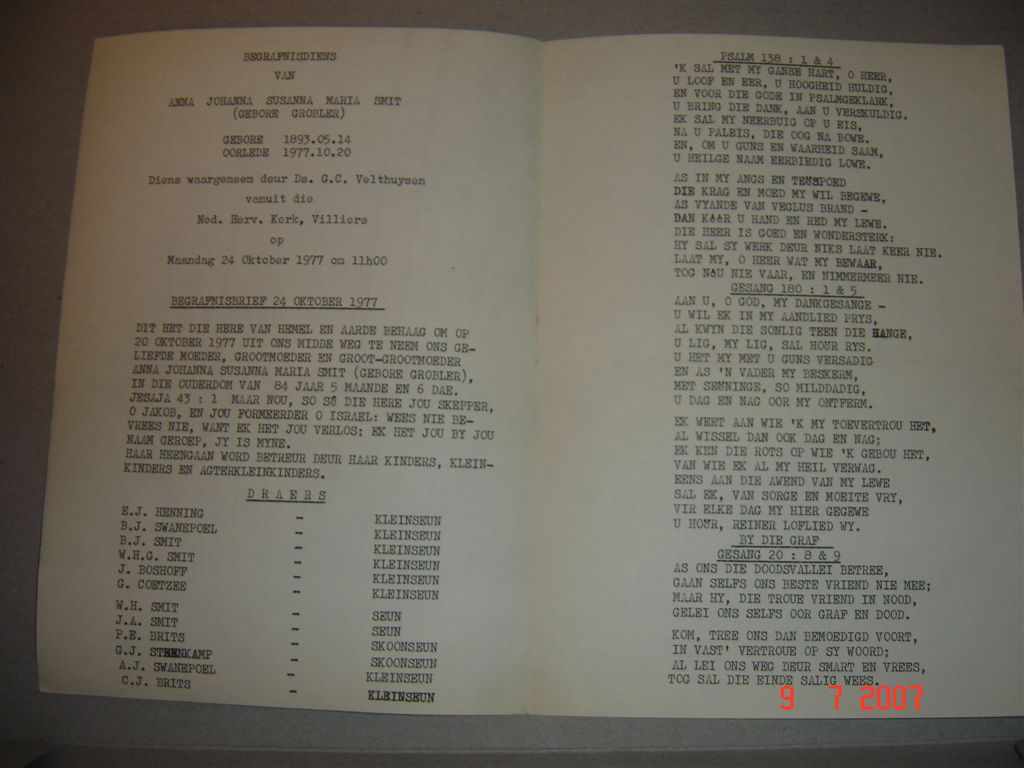 BEGRAFNISDIENS
VAN
ANNA JOHANNA SUSANNA MARIA SMIT
(GEBORE GROBLER)
GEBORE 1893.05.14
OORLEDE 1977.10.20
Diens waargeneem deur Ds. G.C. Velthuysen
vanuit die
Ned. Herv. Kerk, Villiers
op
Maandag 24 Oktober 1977 om 11h00
BEGRAFNISBRIEF 24 OKTOBER 1977
DIT HET DIE HERE VAN HEMEL EN AARDE BEHAAG OM OP
20 OKTOBER 1977 UIT ONS MIDDE WEG TE NEEM ONS GE-
LIEFDE MOEDER, GROOTMOEDER EN GROOT-GROOTMOEDER
ANNA JOHANNA SUSANNA MARIA SMIT (GEBORE GROBLER),
IN DIE OUDERDOM VAN 84 JAAR 5 MAANDE EN 6 DAE.
JESAJA 43 : 1 MAAR NOU, SO SÊ DIE HERE JOU SKEPPER,
O JAKOB, EN JOU FORMEERDER O ISRAEL: WEES NIE BE-
VREES NIE, WANT EK HET JOU VERLOS; EK HET JOU BY JOU
NAAM GEROEP, JY IS MYNE.
HAAR HEENGAAN WORD BETREUR DEUR HAAR KINDERS, KLEIN-
KINDERS EN AGTERKLEINKINDERS.
DRAERS
E.J. HENNING - KLEINSEUN
B.J. SWANEPOEL - KLEINSEUN
B.J. SMIT - KLEINSEUN
W.H.G. SMIT - KLEINSEUN
J. BOSHOFF - KLEINSEUN
G. COETZEE - KLEINSEUN
W.H. SMIT - SEUN
J.A. SMIT - SEUN
P.E. BRITS - SKOONSEUN
G.J. STEENKAMP - SKOONSEUN
A.J. SWANEPOEL - KLEINSEUN
C.J. BRITS - KLEINSEUN
PSALM 138 : 1 & 4
'K SAL MET MY GANSE HART, O HEER,
U LOOF EN EER, U HOOGHEID HULDIG,
EN VOOR DIE GODE IN PSALMGEKLANK,
U BRING DIE DANK, AAN U VERSKULDIG.
EK SAL MY NEERBUIG OP U EIS,
NA U PALEIS, DIE OOG NA BOWE.
EN, OM U GUNS EN WAARHEID SAAM,
U HEILGE NAAM EERBIEDIG LOWE.
AS IN MY ANGS EN TEËSPOED
DIE KRAG EN MOED MY WIL BEGEWE,
AS VYANDE VAN VEGLUS BRAND -
DAN KEER U HAND EN RED MY LEWE.
DIE HEER IS GOED EN WONDERSTERK:
HY SAL SY WERK DEUR NIKS LAAT KEER NIE.
LAAT MY, O HEER WAT MY BEWAAR,
TOG NOU NIE VAAR, EN NIMMERMEER NIE.
GESANG 180 : 1 & 5
AAN U, O GOD, MY DANKGESANGE -
U WIL EK IN MY AANDLIED PRYS,
AL KWYN DIE SONLIG TEEN DIE HANGE,
U LIG, MY LIG, SAL HOËR RYS.
U HET MY MET U GUNS VERSADIG
EN AS 'N VADER MY BESKERM,
MET SEËNINGE, SO MILDDADIG,
U DAG EN NAG OOR MY ONTFERM.
EK WEET AAN WIE 'K MY TOEVERTROU HET,
AL WISSEL DAN OOK DAG EN NAG;
EK KEN DIE ROTS OP WIE 'K GEBOU HET,
VAN WIE EK AL MY HEIL VERWAG.
EENS AAN DIE AWEND VAN MY LEWE
SAL EK, VAN SORGE EN MOEITE VRY,
VIR ELKE DAG MY HIER GEGEWE
U HOËR, REINER LOFLIED WY.
BY DIE GRAF
GESANG 20 : 8 & 9
AS ONS DIE DOODSVALLEI BETREE,
GAAN SELFS ONS BESTE VRIEND NIE MEE;
MAAR HY, DIE TROUE VRIEND IN NOOD,
GELEI ONS SELFS OOR GRAF EN DOOD.
KOM, TREE ONS DAN BEMOEDIGD VOORT,
IN VAST' VERTROUE OP SY WOORD;
AL LEI ONS WEG DEUR SMART EN VREES,
TOG SAL DIE EINDE SALIG WEES.
9 7 2007